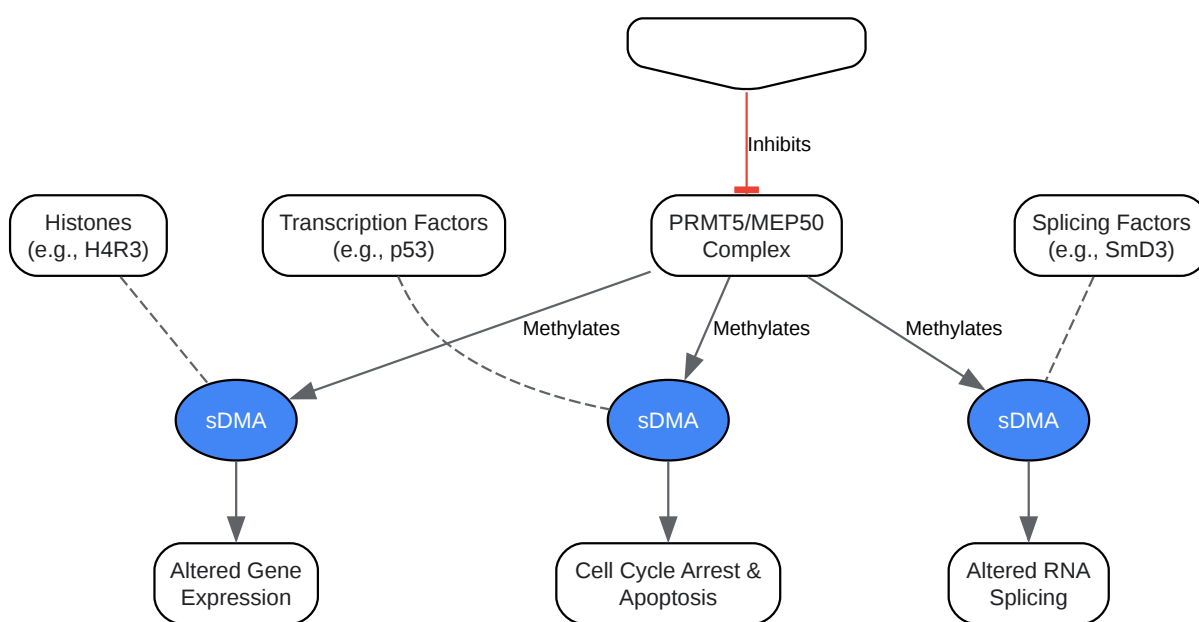 Inhibits
Histones
(e.g., H4R3)
Transcription Factors
(e.g., p53)
PRMT5/MEP50
Complex
Splicing Factors
(e.g., SmD3)
Methylates
Methylates
Methylates
sDMA
sDMA
sDMA
Altered Gene
Expression
Cell Cycle Arrest &
Apoptosis
Altered RNA
Splicing